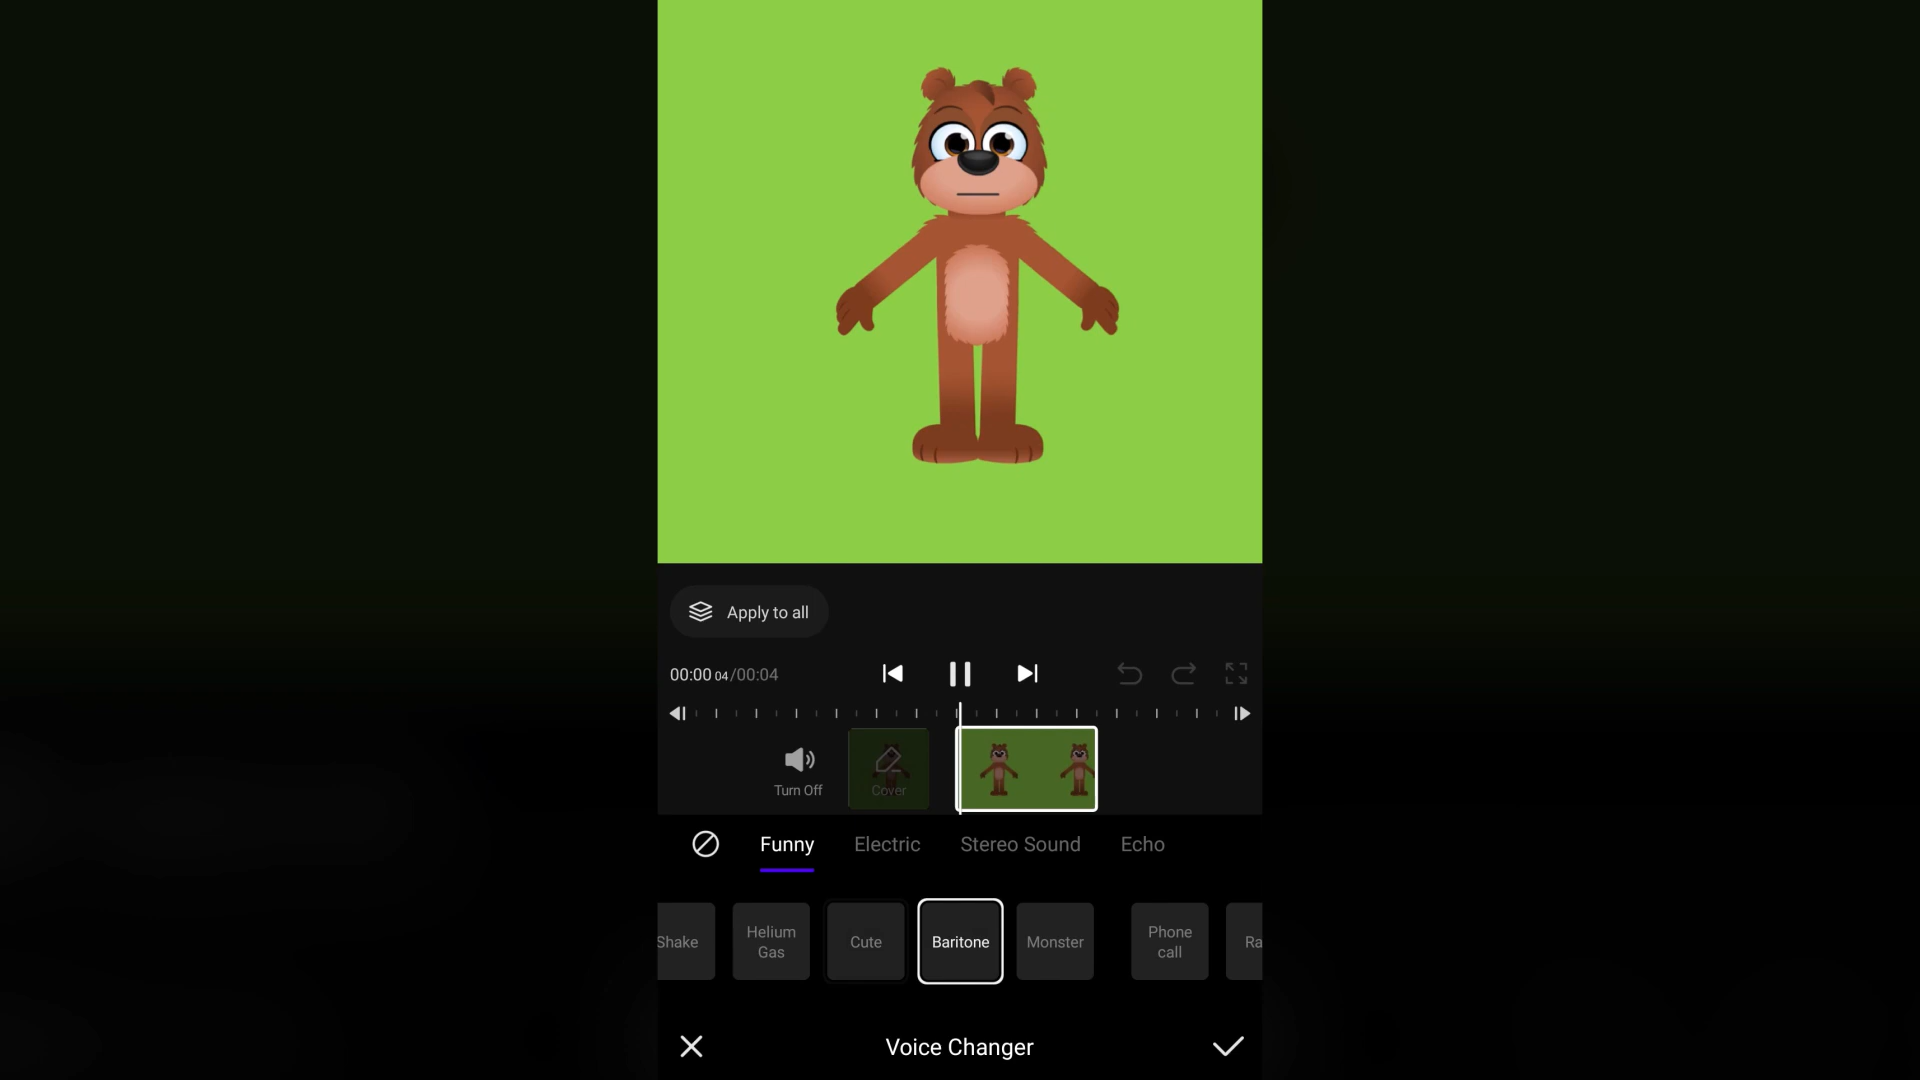 Apply to all
00:00 04/00:04
Turn Off
Cover
Funny
Electric
Stereo Sound
Echo
Shake
Helium
Gas
Cute
Baritone
Monster
Phone
call
Ra
Voice Changer